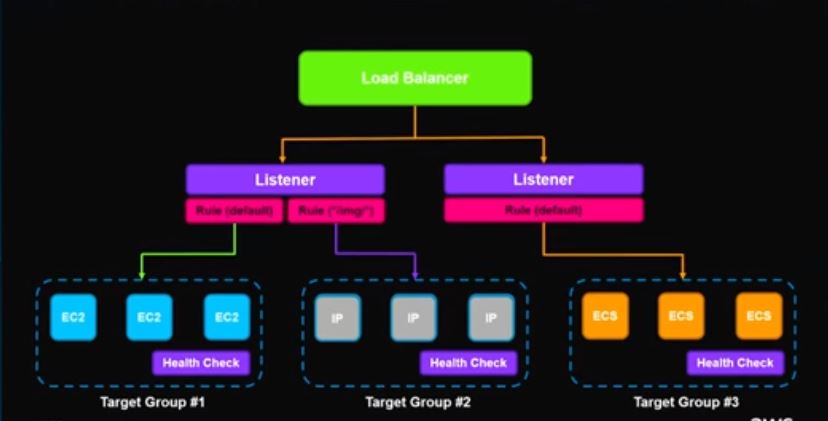 Load Balancer
Listener
Listener
Rule (default)
Rule (*/img/*)
Rule (default)
EC2
EC2
EC2
IP
IP
IP
ECS
ECS
ECS
Health Check
Health Check
Health Check
Target Group #1
Target Group #2
Target Group #3